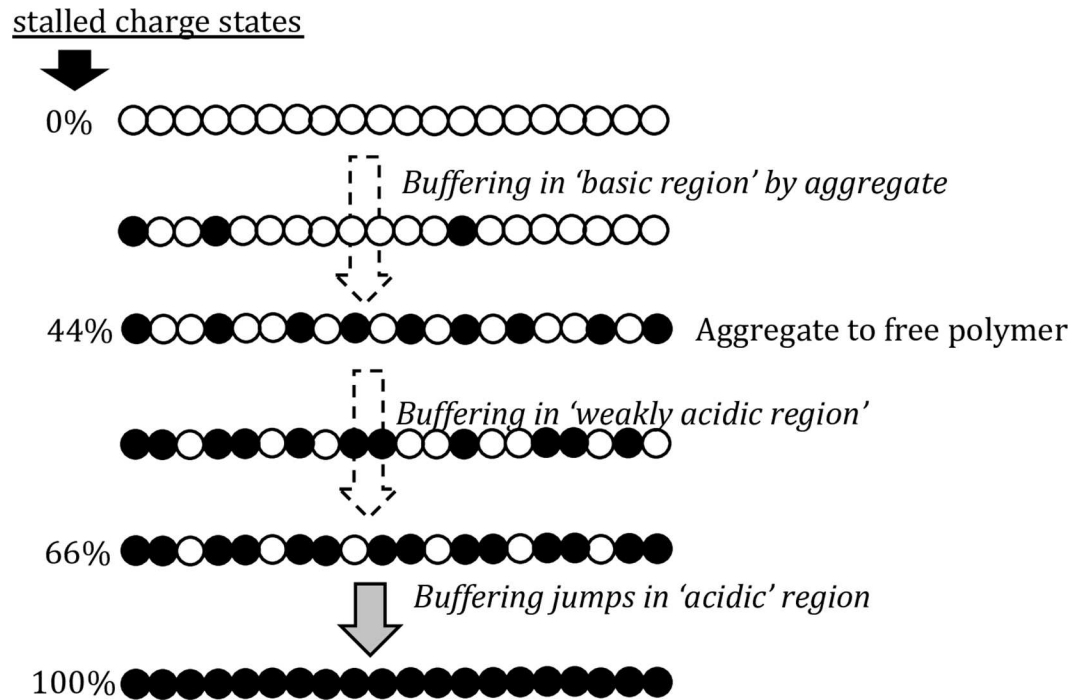 stalled charge states
0%
Buffering in ‘basic region’ by aggregate
44%
Aggregate to free polymer
Buffering in ‘weakly acidic region’
66%
Buffering jumps in ‘acidic’ region
100%